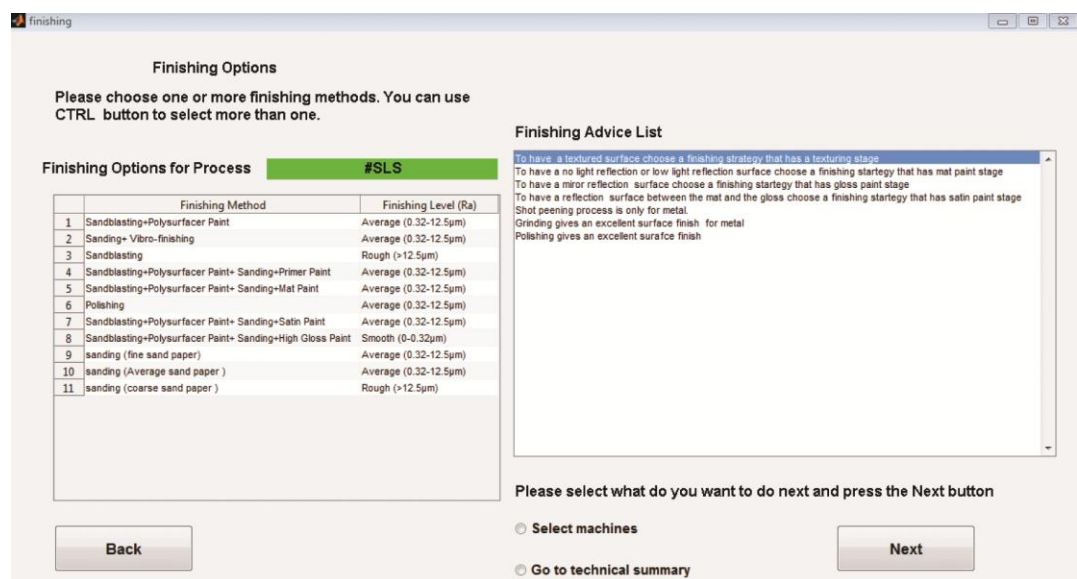 finishing
Finishing Options
Please choose one or more finishing methods. You can use
CTRL button to select more than one.
Finishing Options for Process #SLS
Finishing Method Finishing Level (Ra)
1 Sandblasting+Polysurfacer Paint Average (0.32-12.5µm)
2 Sanding+ Vibro-finishing Average (0.32-12.5µm)
3 Sandblasting Rough (>12.5µm)
4 Sandblasting+Polysurfacer Paint+ Sanding+Primer Paint Average (0.32-12.5µm)
5 Sandblasting+Polysurfacer Paint+ Sanding+Mat Paint Average (0.32-12.5µm)
6 Polishing Average (0.32-12.5µm)
7 Sandblasting+Polysurfacer Paint+ Sanding+Satin Paint Average (0.32-12.5µm)
8 Sandblasting+Polysurfacer Paint+ Sanding+High Gloss Paint Smooth (0-0.32µm)
9 sanding (fine sand paper) Average (0.32-12.5µm)
10 sanding (Average sand paper ) Average (0.32-12.5µm)
11 sanding (coarse sand paper ) Rough (>12.5µm)
Back
Finishing Advice List
To have a textured surface choose a finishing strategy that has a texturing stage
To have a no light reflection or low light reflection surface choose a finishing startegy that has mat paint stage
To have a miror reflection surface choose a finishing startegy that has gloss paint stage
To have a reflection surface between the mat and the gloss choose a finishing startegy that has satin paint stage
Shot peening process is only for metal.
Grinding gives an excellent surface finish for metal
Polishing gives an excellent surafce finish
Please select what do you want to do next and press the Next button
Select machines
Go to technical summary
Next